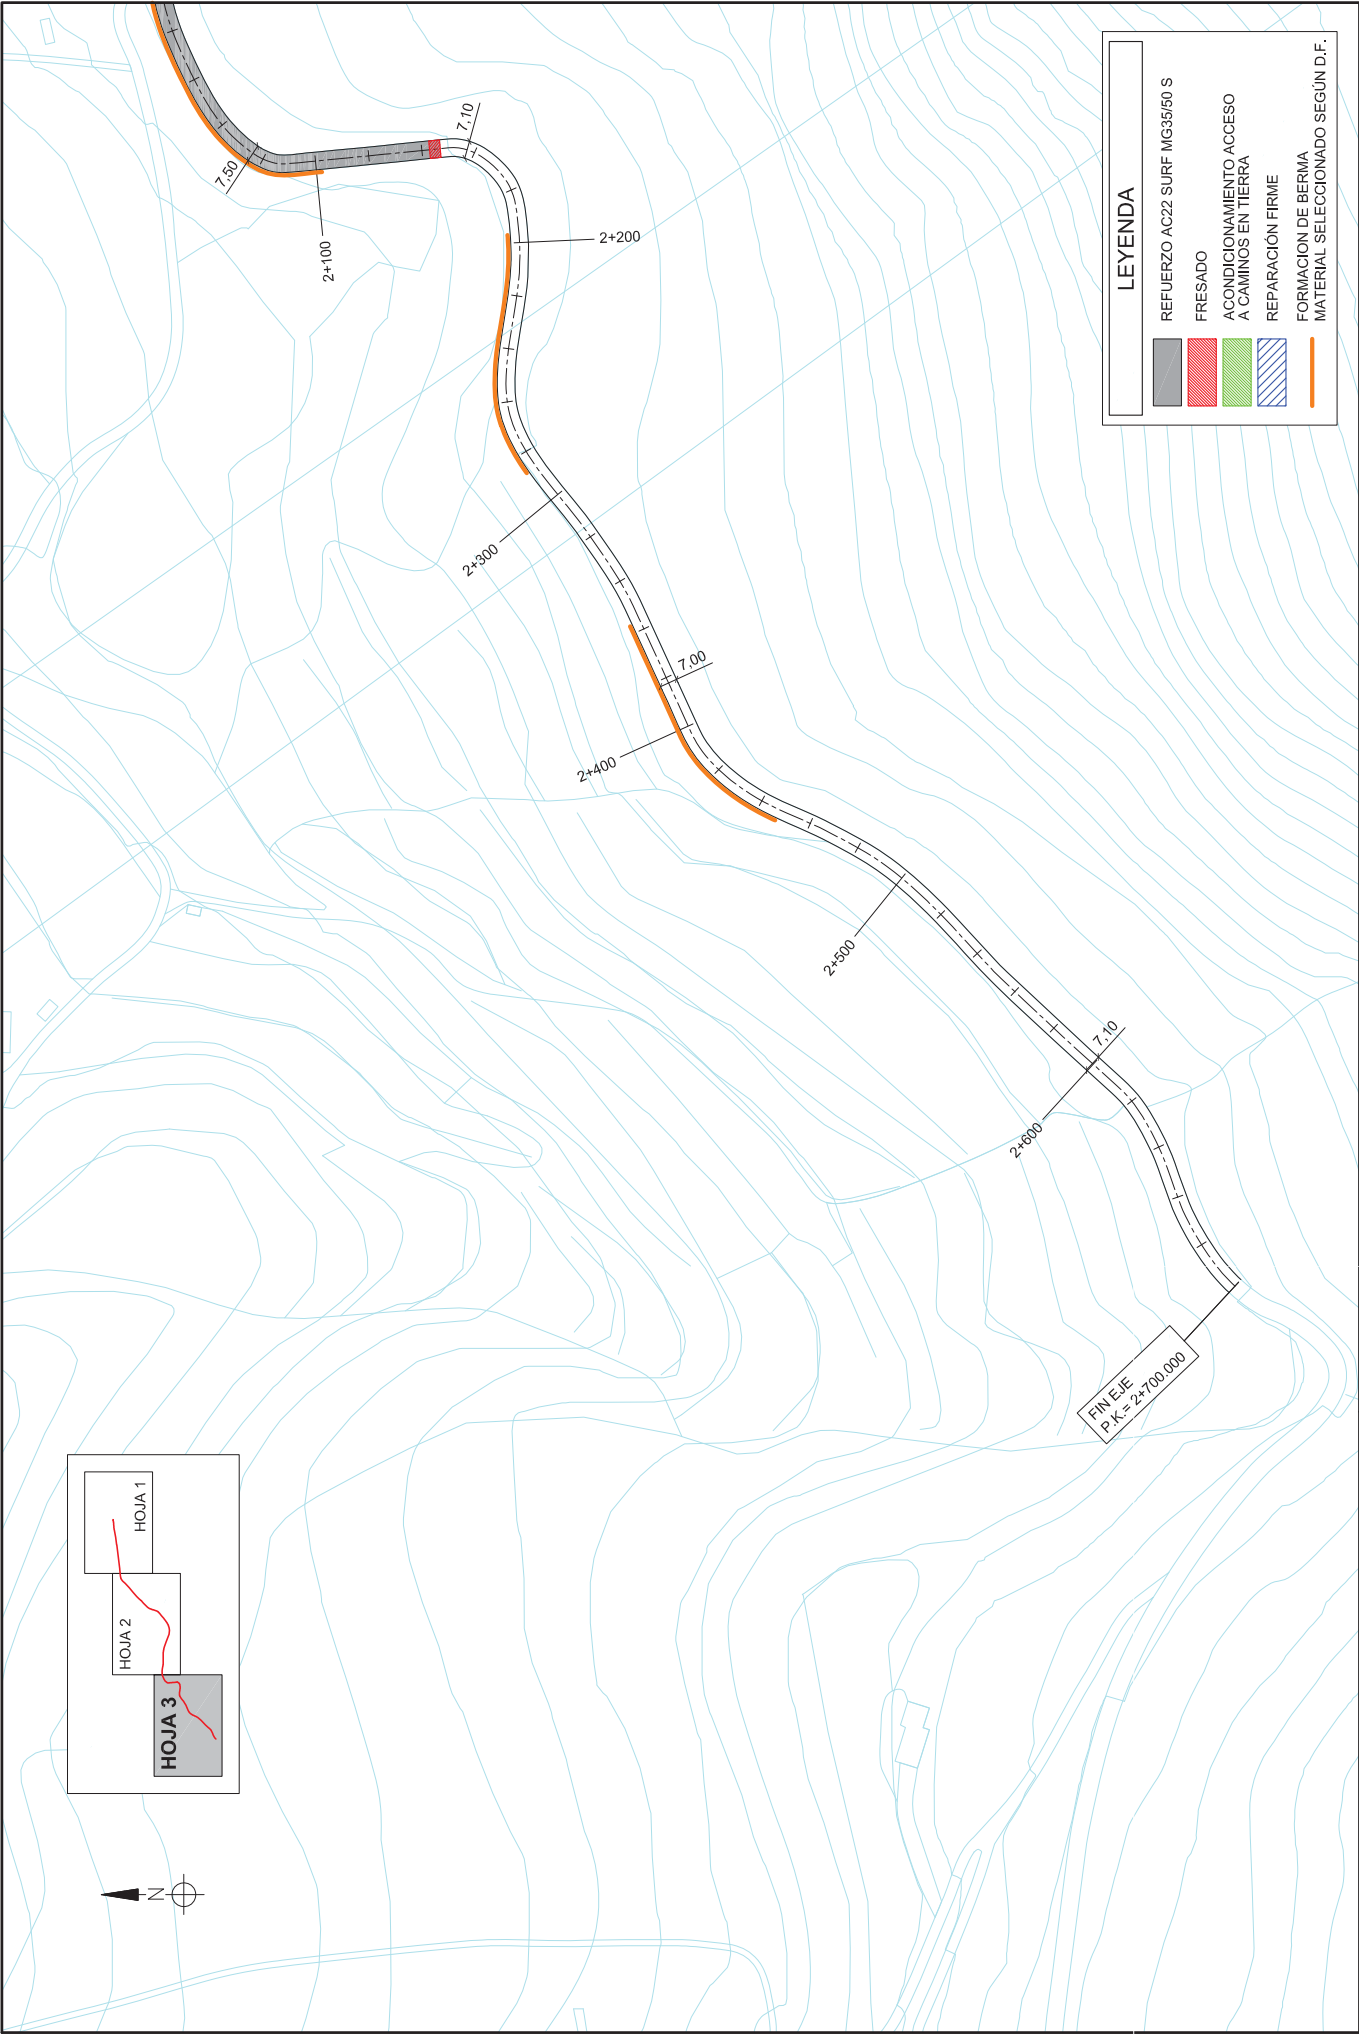 LEYENDA
REFUERZO AC22 SURF MG35/50 S
FRESADO
ACONDICIONAMIENTO ACCESO
A CAMINOS EN TIERRA
REPARACIÓN FIRME
FORMACION DE BERMA
MATERIAL SELECCIONADO SEGÚN D.F.
7,50
2+100
7,10
2+200
2+300
7,00
2+400
2+500
7,10
2+600
FIN EJE
P.K.= 2+700.000
HOJA 1
HOJA 2
HOJA 3
N